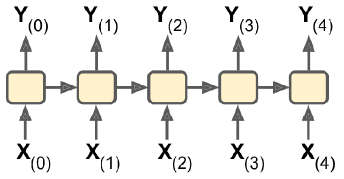 Y(0) Y(1) Y(2) Y(3) Y(4)
X(0) X(1) X(2) X(3) X(4)